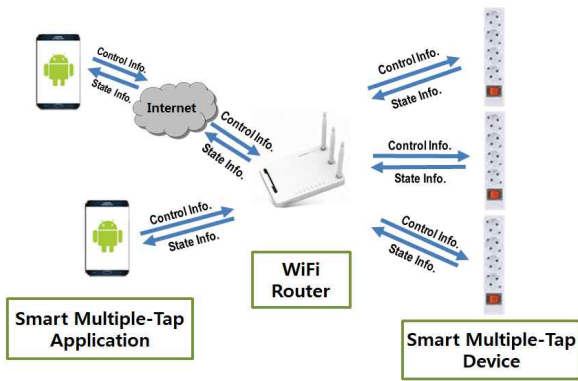 Control Info.
State Info.
Internet
Control Info.
State Info.
Control Info.
State Info.
Control Info.
State Info.
Control Info.
State Info.
Control Info.
State Info.
WiFi
Router
Smart Multiple-Tap
Application
Smart Multiple-Tap
Device